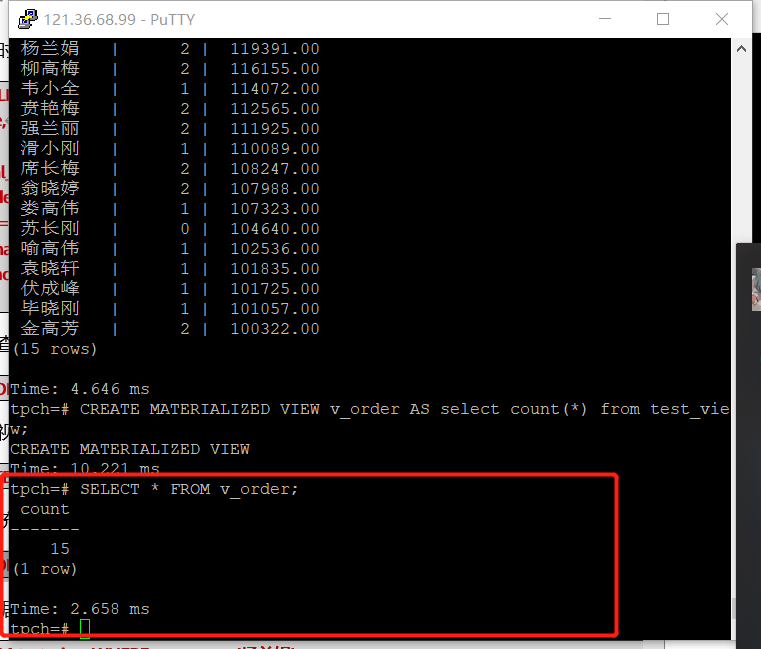 121.36.68.99 - PuTTY
杨兰娟 | 2 | 119391.00
柳高梅 | 2 | 116155.00
韦小全 | 1 | 114072.00
贲艳梅 | 2 | 112565.00
强兰丽 | 2 | 111925.00
滑小刚 | 1 | 110089.00
席长梅 | 2 | 108247.00
翁晓婷 | 2 | 107988.00
娄高伟 | 1 | 107323.00
苏长刚 | 0 | 104640.00
喻高伟 | 1 | 102536.00
袁晓轩 | 1 | 101835.00
伏成峰 | 1 | 101725.00
毕晓刚 | 1 | 101057.00
金高芳 | 2 | 100322.00
(15 rows)
Time: 4.646 ms
tpch=# CREATE MATERIALIZED VIEW v_order AS select count(*) from test_vie
w;
CREATE MATERIALIZED VIEW
Time: 10.221 ms
tpch=# SELECT * FROM v_order;
count
-------
15
(1 row)
Time: 2.658 ms
tpch=#